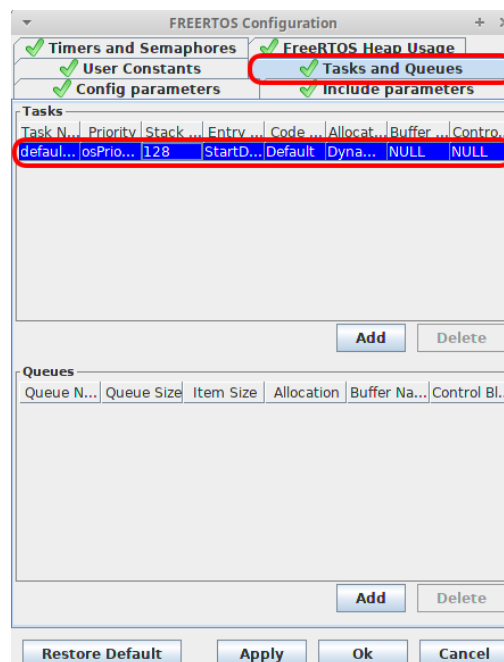 FREERTOS Configuration
Timers and Semaphores FreeRTOS Heap Usage
User Constants Tasks and Queues
Config parameters Include parameters
Tasks
Task N... Priority Stack ... Entry ... Code ... Allocat... Buffer ... Contro...
defaul... osPrio... 128 StartD... Default Dyna... NULL NULL
Add Delete
Queues
Queue N... Queue Size Item Size Allocation Buffer Na... Control Bl...
Add Delete
Restore Default Apply Ok Cancel